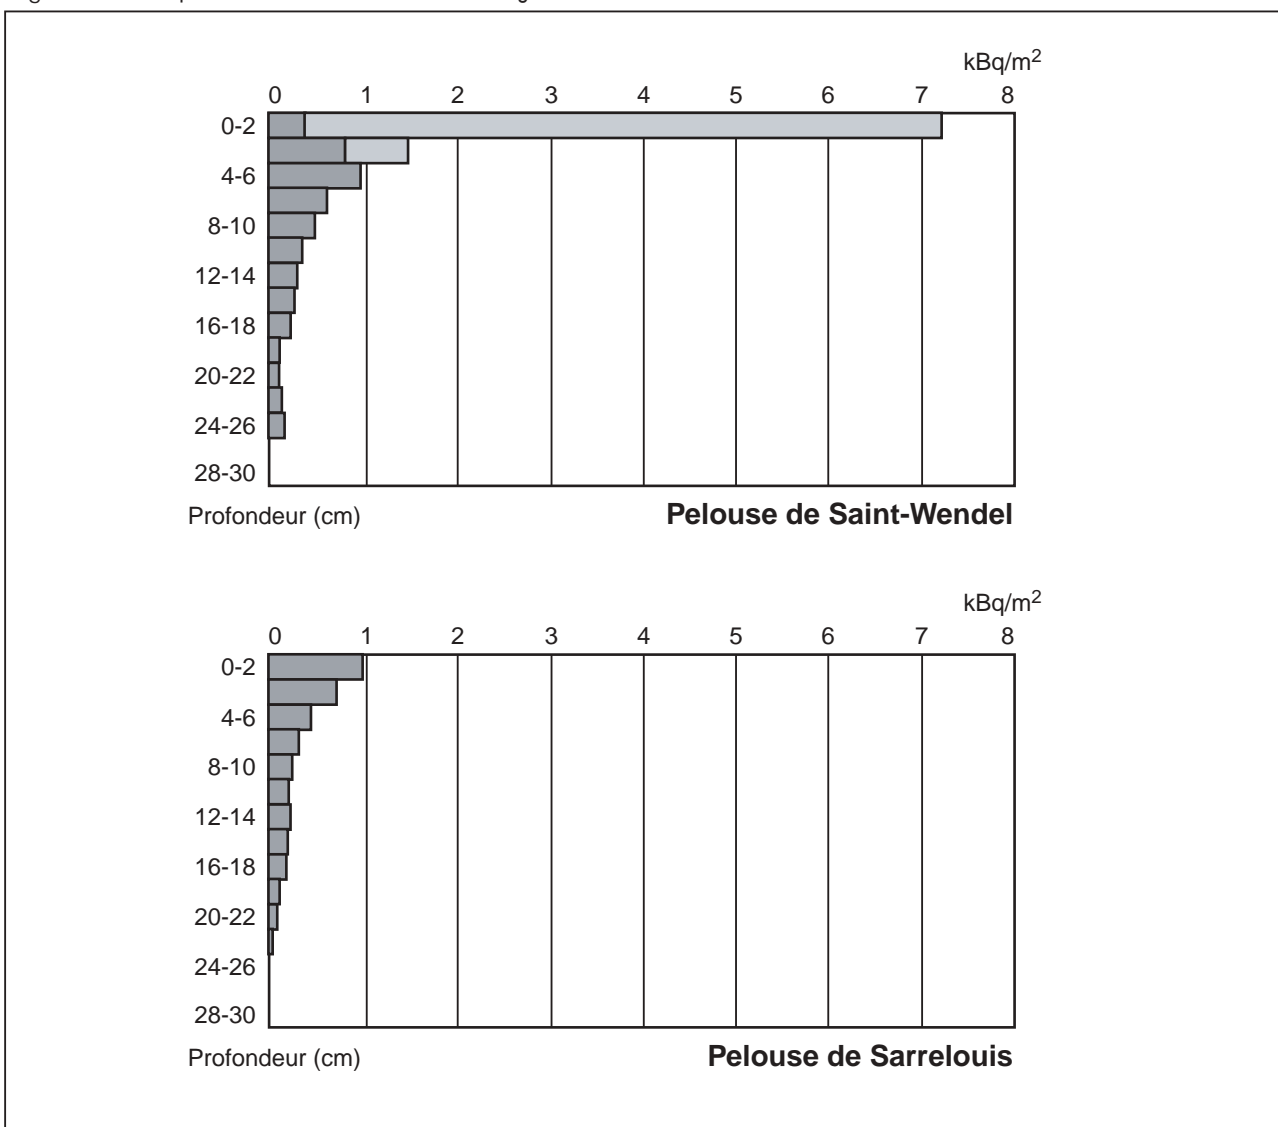 kBq/m2
0 1 2 3 4 5 6 7 8
0-2
4-6
8-10
12-14
16-18
20-22
24-26
28-30
Profondeur (cm) Pelouse de Saint-Wendel
kBq/m2
0 1 2 3 4 5 6 7 8
0-2
4-6
8-10
12-14
16-18
20-22
24-26
28-30
Profondeur (cm) Pelouse de Sarrelouis